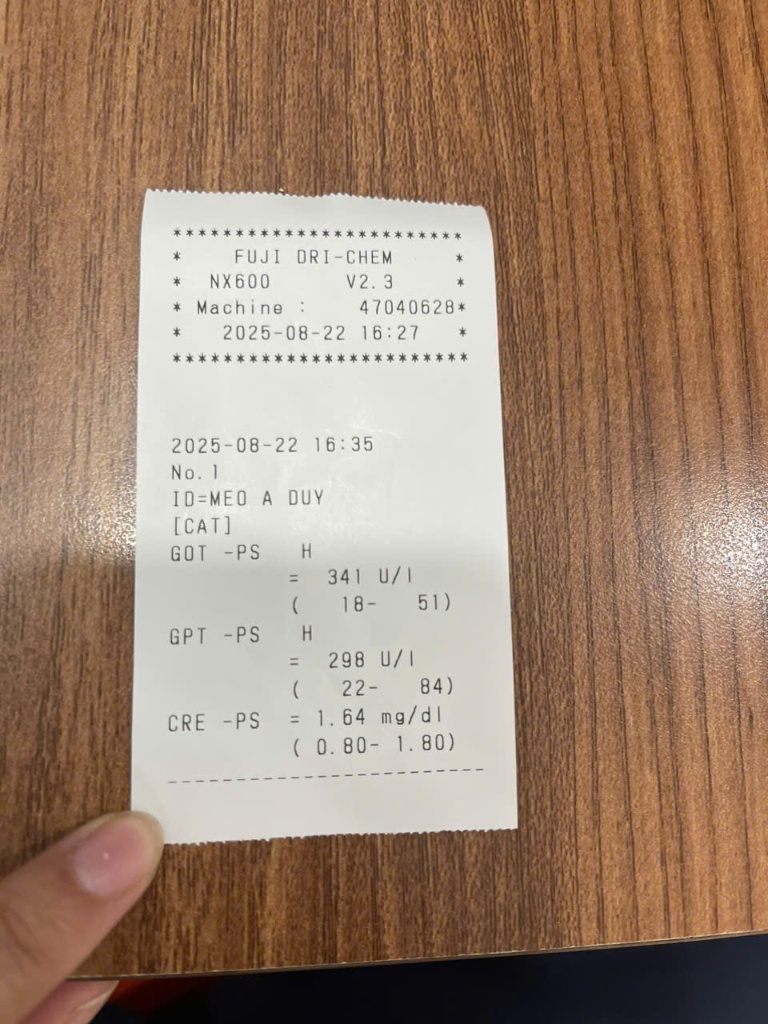 ***********************
* FUJI DRI-CHEM *
* NX600 V2.3 *
* Machine : 47040628*
* 2025-08-22 16:27 *
***********************
2025-08-22 16:35
No.1
ID=MEO A DUY
[CAT]
GOT -PS H
= 341 U/l
( 18- 51)
GPT -PS H
= 298 U/l
( 22- 84)
CRE -PS = 1.64 mg/dl
( 0.80- 1.80)
------------------------